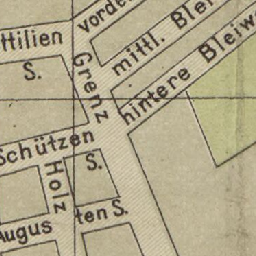 vorde
ttilien
S.
Grenz
mittl. Blei
hintere Bleiw
Schützen
S.
Holz
Augus
ten S.